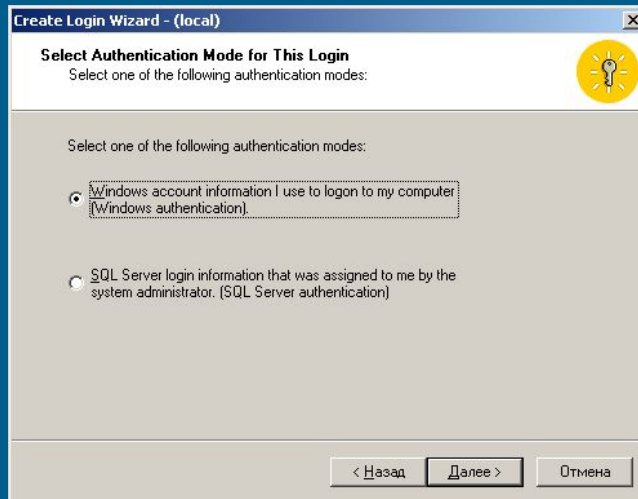 Create Login Wizard - (local)
Select Authentication Mode for This Login
Select one of the following authentication modes:
Select one of the following authentication modes:
Windows account information I use to logon to my computer
(Windows authentication).
SQL Server login information that was assigned to me by the
system administrator. (SQL Server authentication)
< Назад
Далее >
Отмена